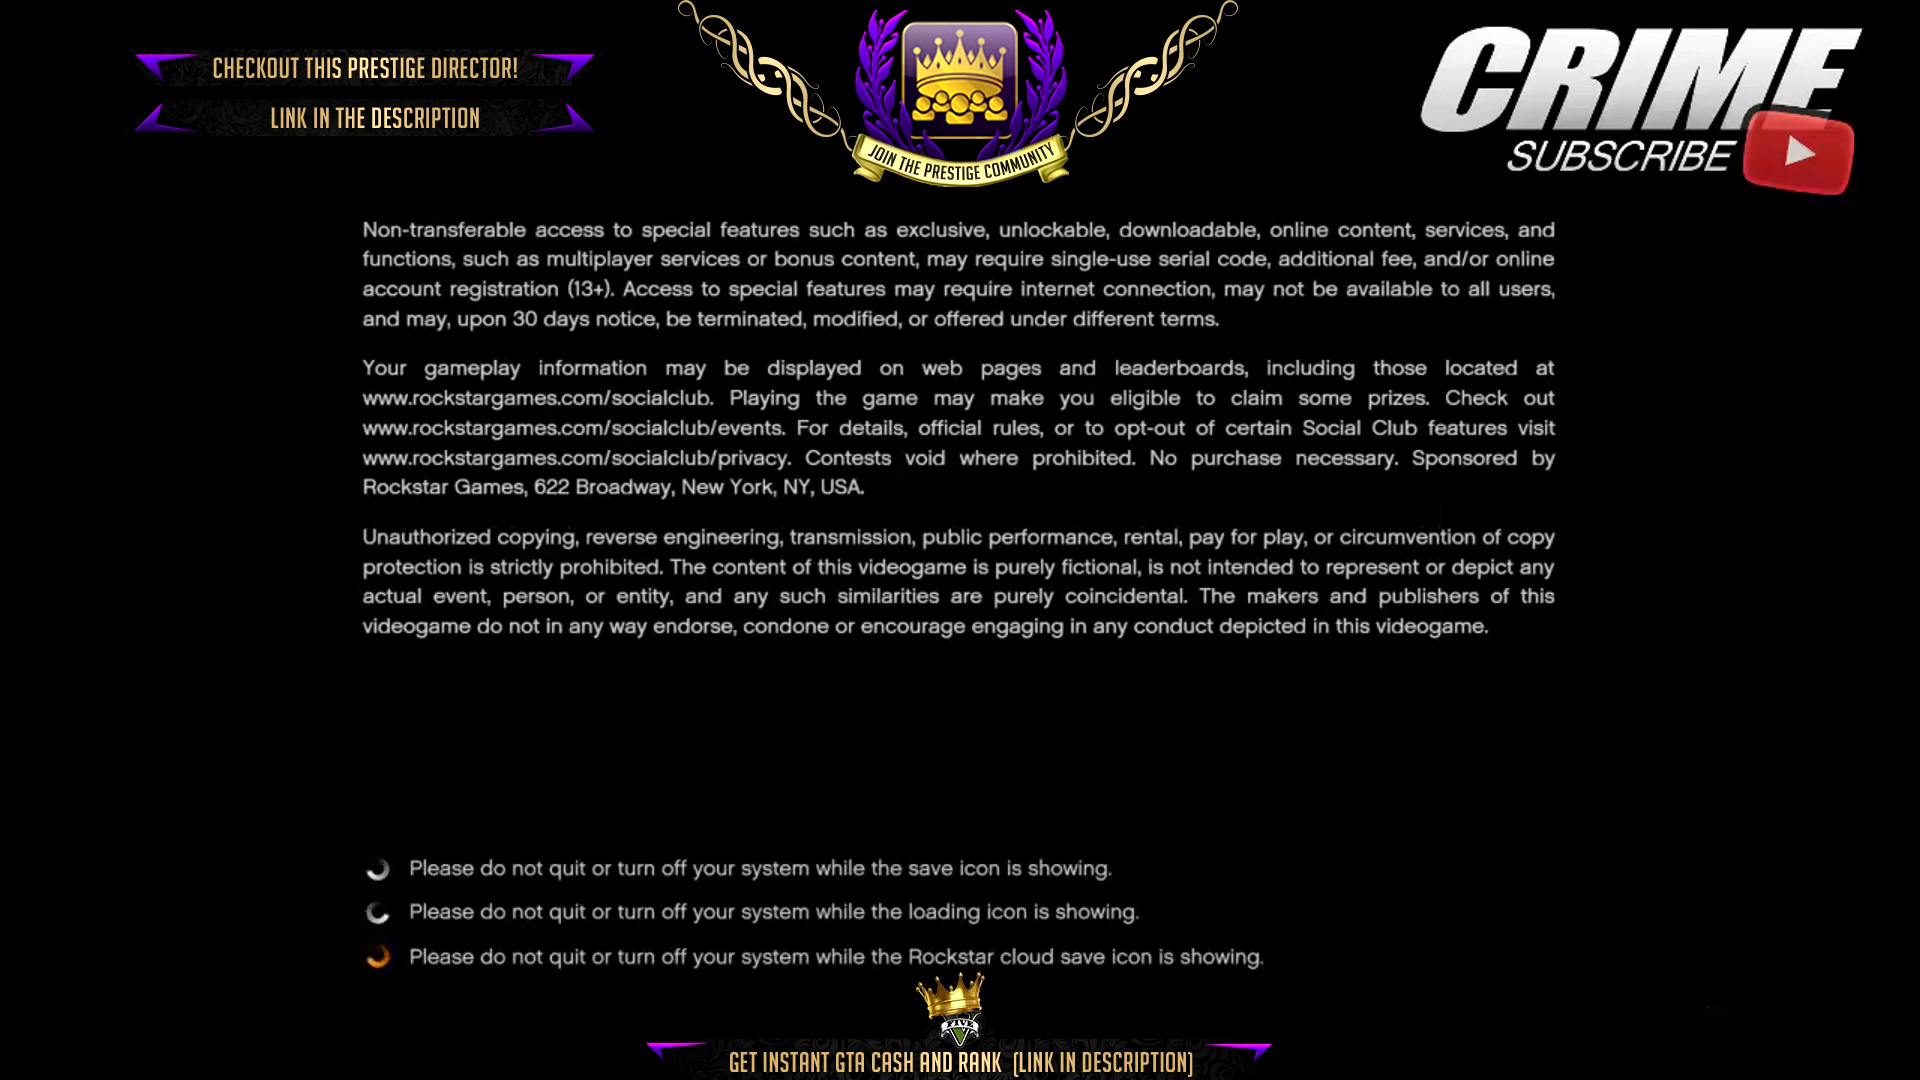 CHECKOUT THIS PRESTIGE DIRECTOR!
LINK IN THE DESCRIPTION
JOIN THE PRESTIGE COMMUNITY
CRIME
SUBSCRIBE
Non-transferable access to special features such as exclusive, unlockable, downloadable, online content, services, and
functions, such as multiplayer services or bonus content, may require single-use serial code, additional fee, and/or online
account registration (13+). Access to special features may require internet connection, may not be available to all users,
and may, upon 30 days notice, be terminated, modified, or offered under different terms.
Your gameplay information may be displayed on web pages and leaderboards, including those located at
www.rockstargames.com/socialclub. Playing the game may make you eligible to claim some prizes. Check out
www.rockstargames.com/socialclub/events. For details, official rules, or to opt-out of certain Social Club features visit
www.rockstargames.com/socialclub/privacy. Contests void where prohibited. No purchase necessary. Sponsored by
Rockstar Games, 622 Broadway, New York, NY, USA.
Unauthorized copying, reverse engineering, transmission, public performance, rental, pay for play, or circumvention of copy
protection is strictly prohibited. The content of this videogame is purely fictional, is not intended to represent or depict any
actual event, person, or entity, and any such similarities are purely coincidental. The makers and publishers of this
videogame do not in any way endorse, condone or encourage engaging in any conduct depicted in this videogame.
Please do not quit or turn off your system while the save icon is showing.
Please do not quit or turn off your system while the loading icon is showing.
Please do not quit or turn off your system while the Rockstar cloud save icon is showing.
FIVE
GET INSTANT GTA CASH AND RANK (LINK IN DESCRIPTION)